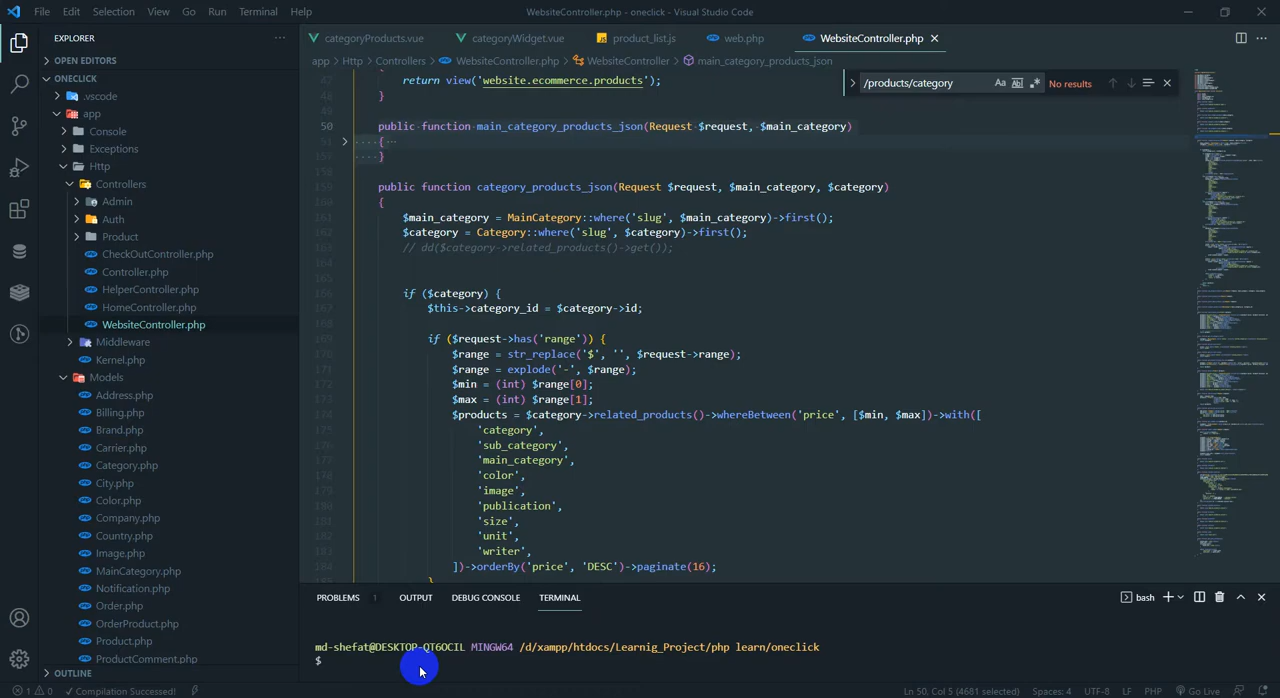 File Edit Selection View Go Run Terminal Help
WebsiteController.php - oneclick - Visual Studio Code
EXPLORER
OPEN EDITORS
ONECLICK
.vscode
app
Console
Exceptions
Http
Controllers
Admin
Auth
Product
CheckOutController.php
Controller.php
HelperController.php
HomeController.php
WebsiteController.php
Middleware
Kernel.php
Models
Address.php
Billing.php
Brand.php
Carrier.php
Category.php
City.php
Color.php
Company.php
Country.php
Image.php
MainCategory.php
Notification.php
Order.php
OrderProduct.php
Product.php
ProductComment.php
OUTLINE
categoryProducts.vue categoryWidget.vue product_list.js web.php WebsiteController.php
app > Http > Controllers > WebsiteController.php > WebsiteController > main_category_products_json
/products/category Aa ab .* No results
return view('website.ecommerce.products');
}
50 public function main_category_products_json(Request $request, $main_category)
{ ...
}
public function category_products_json(Request $request, $main_category, $category)
{
$main_category = MainCategory::where('slug', $main_category)->first();
$category = Category::where('slug', $category)->first();
// dd($category->related_products()->get());
if ($category) {
$this->category_id = $category->id;
if ($request->has('range')) {
$range = str_replace('$', '', $request->range);
$range = explode('-', $range);
$min = (int) $range[0];
$max = (int) $range[1];
$products = $category->related_products()->whereBetween('price', [$min, $max])->with([
'category',
'sub_category',
'main_category',
'color',
'image',
'publication',
'size',
'unit',
'writer',
])->orderBy('price', 'DESC')->paginate(16);
}
PROBLEMS 1 OUTPUT DEBUG CONSOLE TERMINAL bash
md-shefat@DESKTOP-QT6OCIL MINGW64 /d/xampp/htdocs/Learnig_Project/php learn/oneclick
$
1 0 Compilation Successful! Ln 50, Col 5 (4681 selected) Spaces: 4 UTF-8 LF PHP Go Live